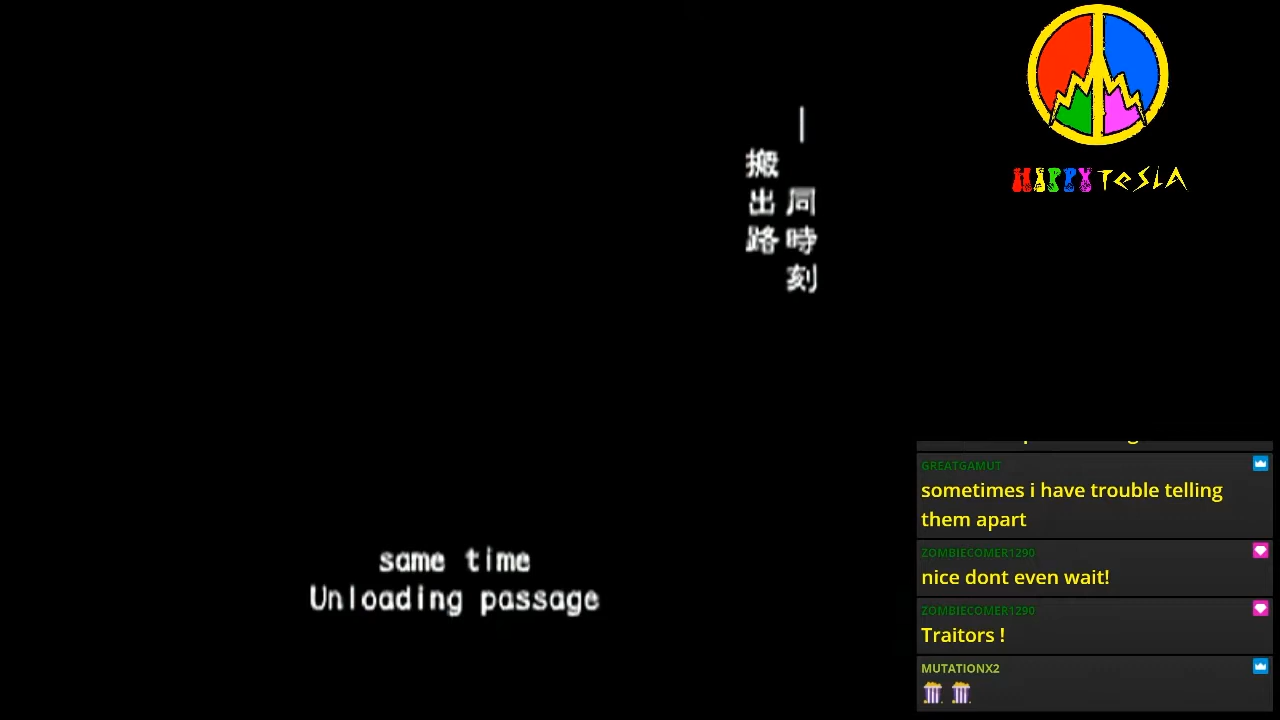 ― 同時刻
搬出路
same time
Unloading passage
HAPPYTESLA
GREATGAMUT
sometimes i have trouble telling
them apart
ZOMBIECOMER1290
nice dont even wait!
ZOMBIECOMER1290
Traitors !
MUTATIONX2